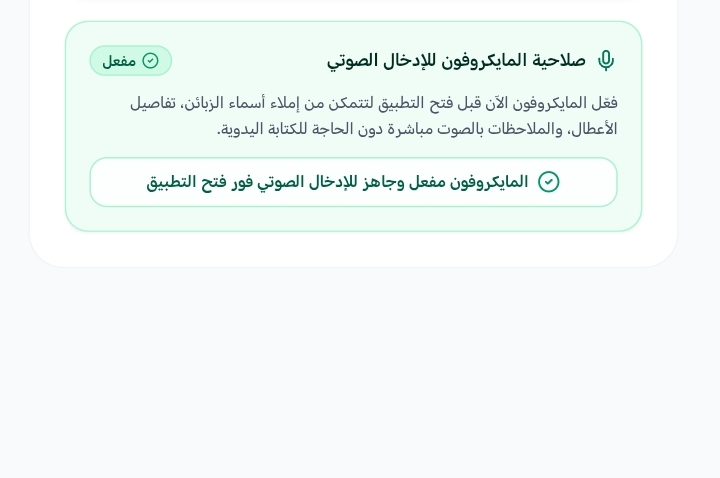 صلاحية المايكروفون للإدخال الصوتي
مفعل
فعّل المايكروفون الآن قبل فتح التطبيق لتتمكن من إملاء أسماء الزبائن، تفاصيل
الأعطال، والملاحظات بالصوت مباشرة دون الحاجة للكتابة اليدوية.
المايكروفون مفعل وجاهز للإدخال الصوتي فور فتح التطبيق